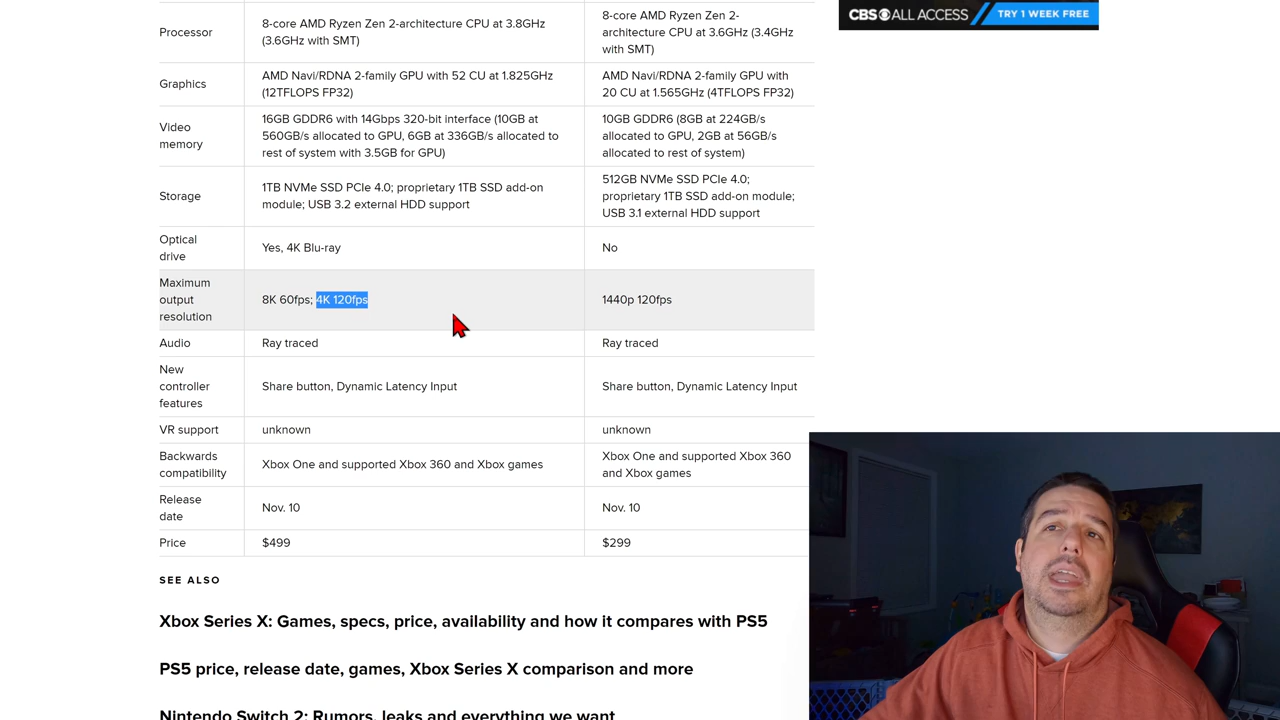 CBS ALL ACCESS TRY 1 WEEK FREE
Processor
8-core AMD Ryzen Zen 2-architecture CPU at 3.8GHz
(3.6GHz with SMT)
8-core AMD Ryzen Zen 2-
architecture CPU at 3.6GHz (3.4GHz
with SMT)
Graphics
AMD Navi/RDNA 2-family GPU with 52 CU at 1.825GHz
(12TFLOPS FP32)
AMD Navi/RDNA 2-family GPU with
20 CU at 1.565GHz (4TFLOPS FP32)
Video
memory
16GB GDDR6 with 14Gbps 320-bit interface (10GB at
560GB/s allocated to GPU, 6GB at 336GB/s allocated to
rest of system with 3.5GB for GPU)
10GB GDDR6 (8GB at 224GB/s
allocated to GPU, 2GB at 56GB/s
allocated to rest of system)
Storage
1TB NVMe SSD PCIe 4.0; proprietary 1TB SSD add-on
module; USB 3.2 external HDD support
512GB NVMe SSD PCIe 4.0;
proprietary 1TB SSD add-on module;
USB 3.1 external HDD support
Optical
drive
Yes, 4K Blu-ray
No
Maximum
output
resolution
8K 60fps; 4K 120fps
1440p 120fps
Audio
Ray traced
Ray traced
New
controller
features
Share button, Dynamic Latency Input
Share button, Dynamic Latency Input
VR support
unknown
unknown
Backwards
compatibility
Xbox One and supported Xbox 360 and Xbox games
Xbox One and supported Xbox 360
and Xbox games
Release
date
Nov. 10
Nov. 10
Price
$499
$299
SEE ALSO
Xbox Series X: Games, specs, price, availability and how it compares with PS5
PS5 price, release date, games, Xbox Series X comparison and more
Nintendo Switch 2: Rumors, leaks and everything we want